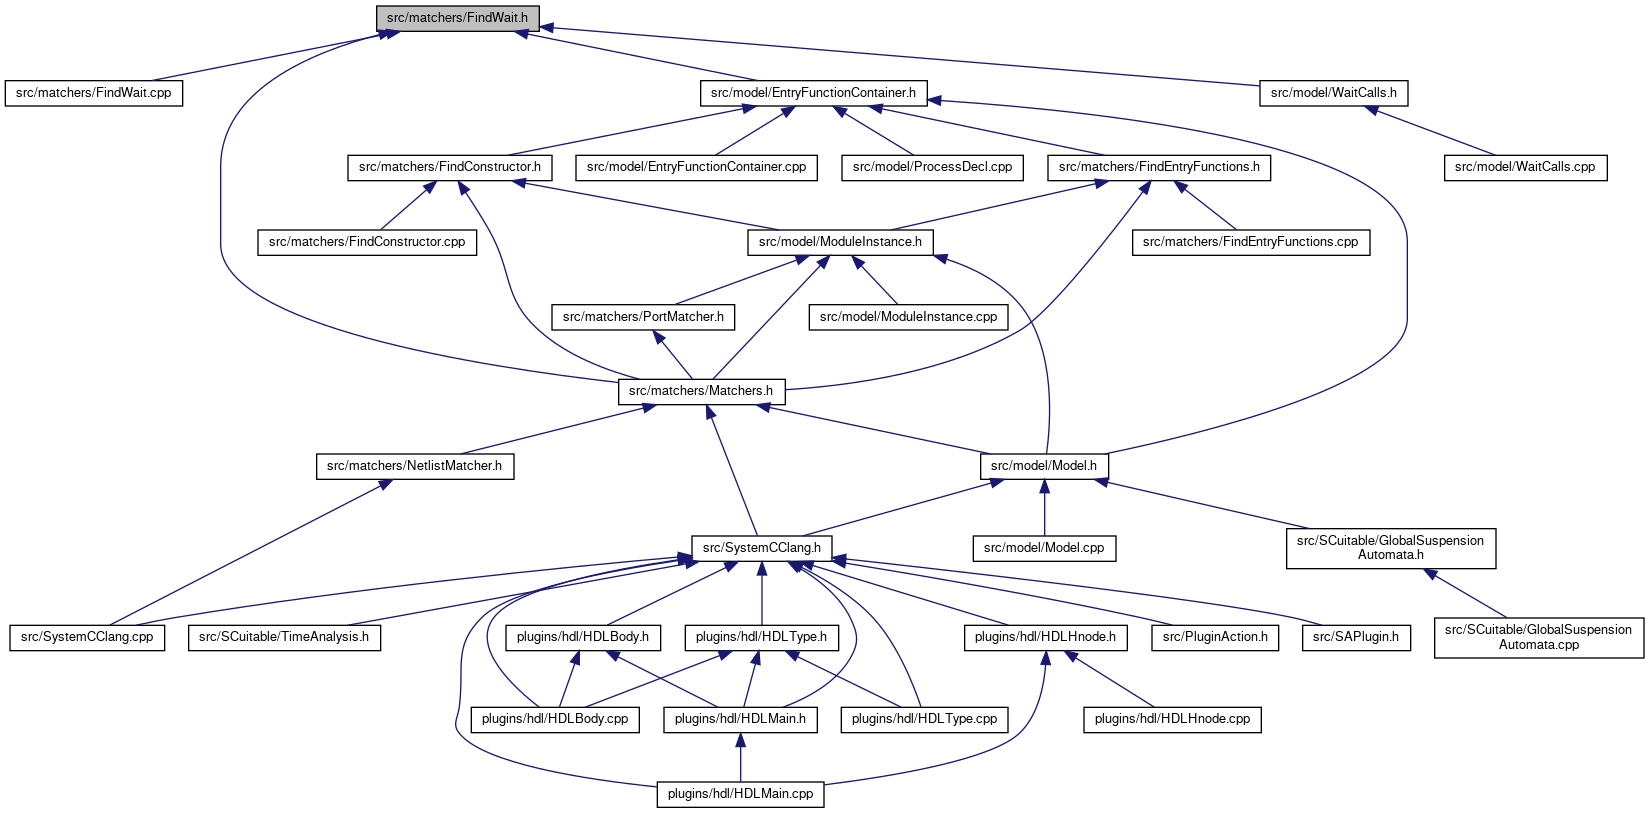 src/matchers/FindWait.h
src/matchers/FindWait.cpp
src/model/EntryFunctionContainer.h
src/model/WaitCalls.h
src/matchers/FindConstructor.h
src/model/EntryFunctionContainer.cpp
src/model/ProcessDecl.cpp
src/matchers/FindEntryFunctions.h
src/model/WaitCalls.cpp
src/matchers/FindConstructor.cpp
src/model/ModuleInstance.h
src/matchers/FindEntryFunctions.cpp
src/matchers/PortMatcher.h
src/model/ModuleInstance.cpp
src/matchers/Matchers.h
src/matchers/NetlistMatcher.h
src/model/Model.h
src/SystemCClang.h
src/model/Model.cpp
src/SCuitable/GlobalSuspension
Automata.h
src/SystemCClang.cpp
src/SCuitable/TimeAnalysis.h
plugins/hdl/HDLBody.h
plugins/hdl/HDLType.h
plugins/hdl/HDLHnode.h
src/PluginAction.h
src/SAPlugin.h
src/SCuitable/GlobalSuspension
Automata.cpp
plugins/hdl/HDLBody.cpp
plugins/hdl/HDLMain.h
plugins/hdl/HDLType.cpp
plugins/hdl/HDLHnode.cpp
plugins/hdl/HDLMain.cpp